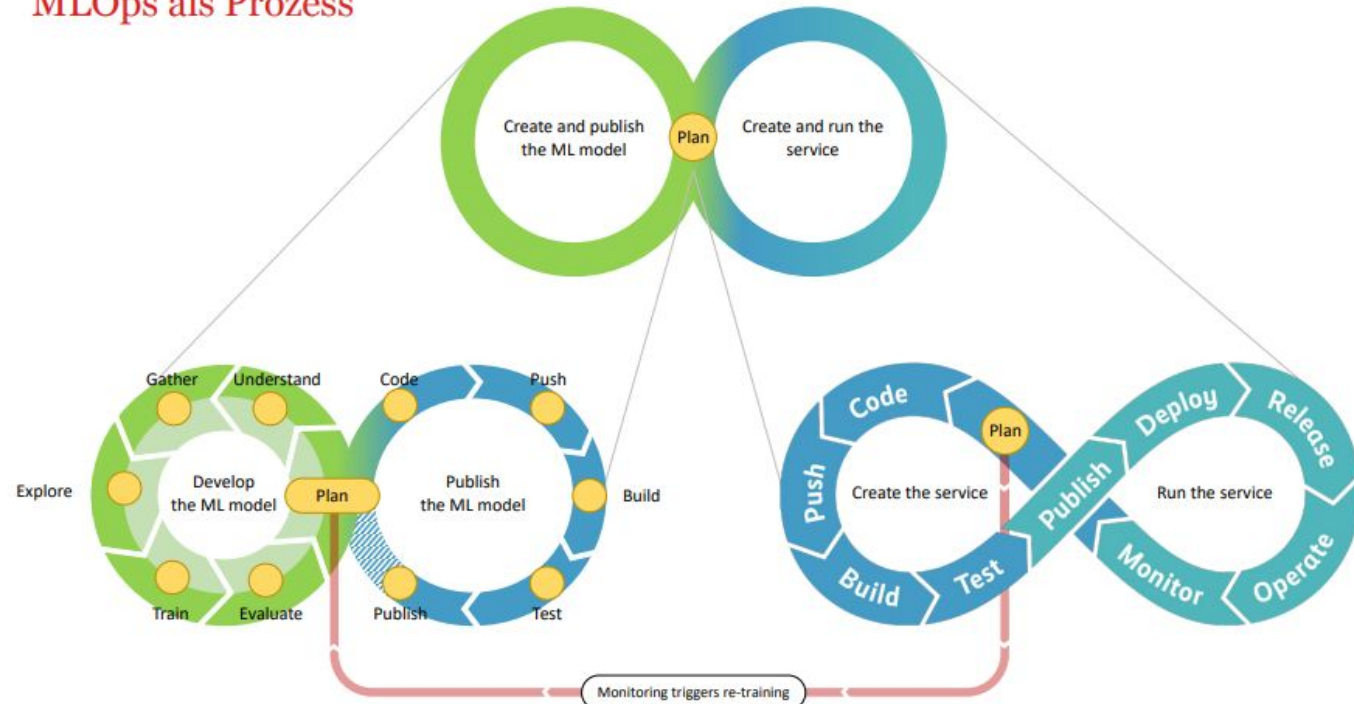 MLOps als Prozess
Create and publish
the ML model
Plan
Create and run the
service
Gather
Understand
Explore
Develop
the ML model
Plan
Train
Evaluate
Code
Push
Publish
the ML model
Build
Publish
Test
Code
Plan
Push
Create the service
Build
Test
Publish
Deploy
Release
Run the service
Monitor
Operate
Monitoring triggers re-training